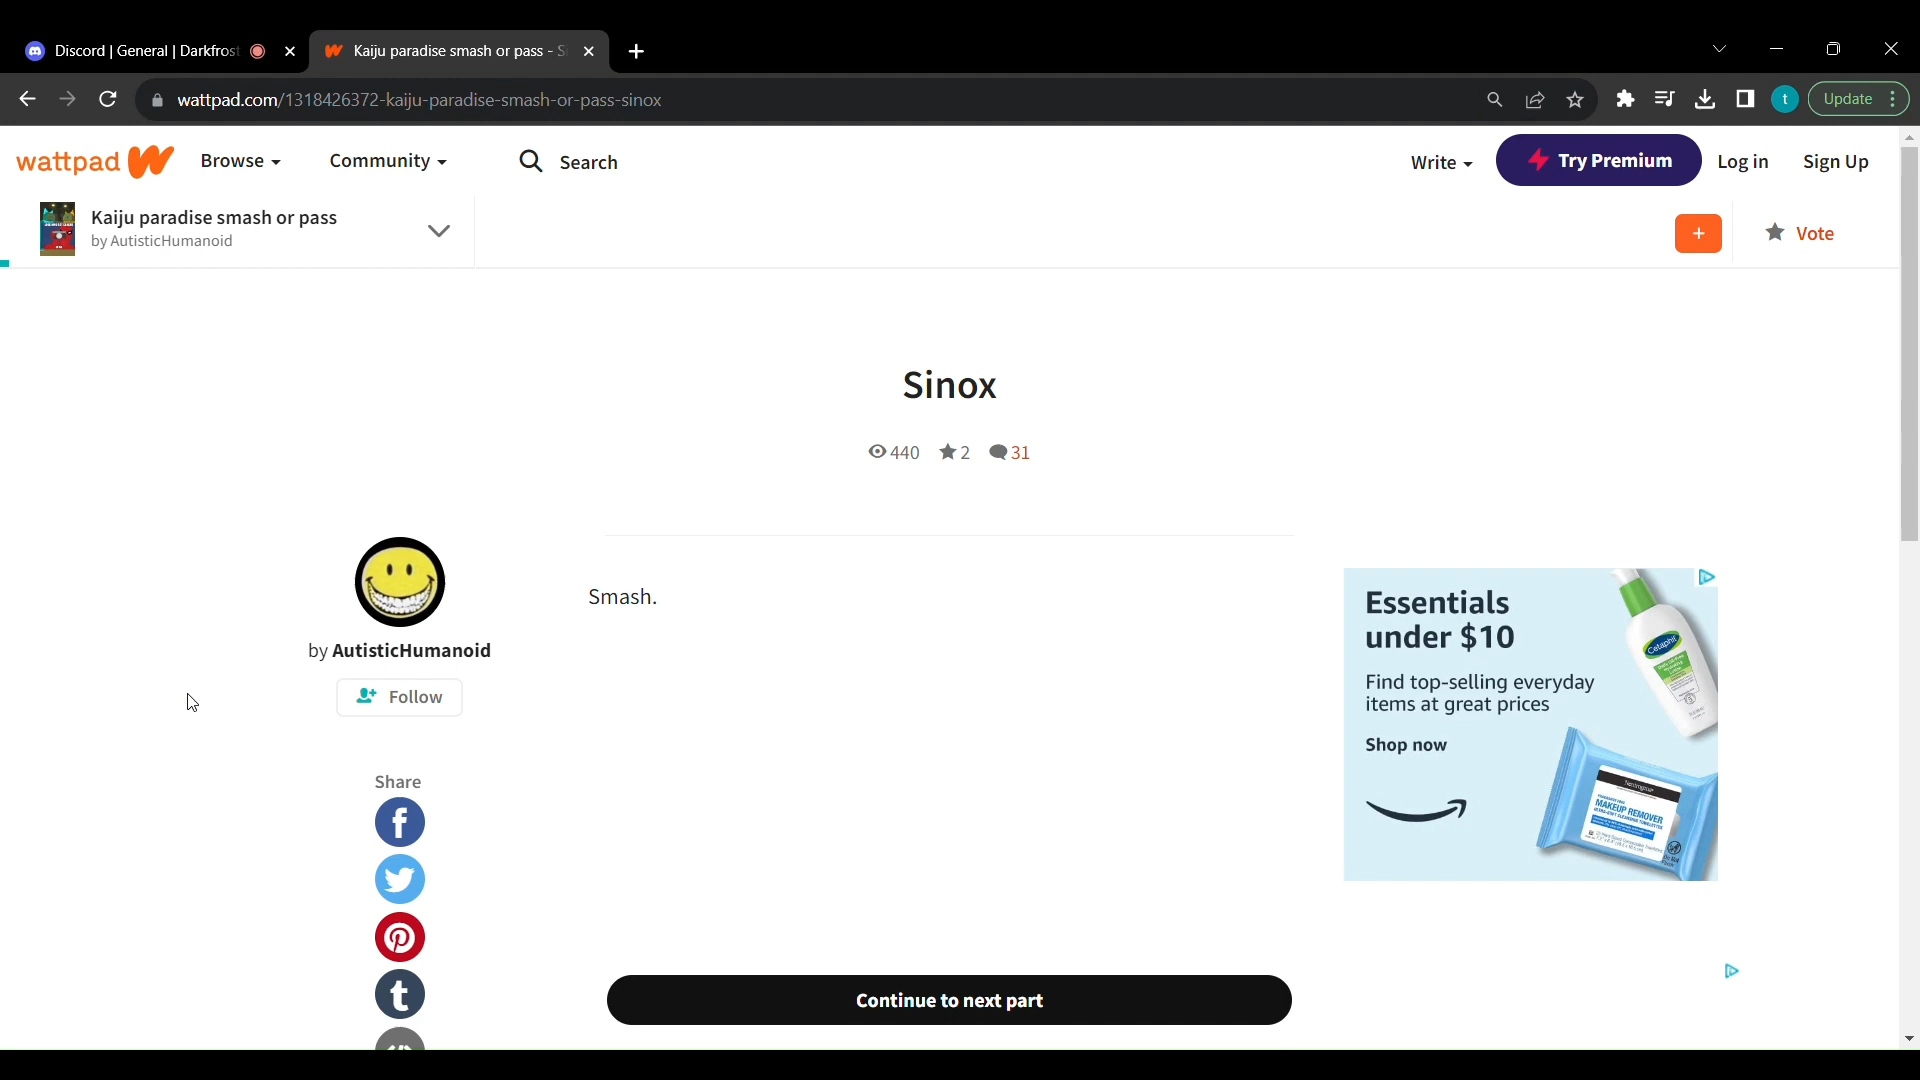 Discord | General | Darkfrost
Kaiju paradise smash or pass - S
wattpad.com/1318426372-kaiju-paradise-smash-or-pass-sinox
t
Update
wattpad
Browse
Community
Search
Write
Try Premium
Log in
Sign Up
Kaiju paradise smash or pass
by AutisticHumanoid
+
Vote
Sinox
440
2
31
Smash.
by AutisticHumanoid
Follow
Share
Essentials
under $10
Find top-selling everyday
items at great prices
Shop now
Cetaphil
Neutrogena
MAKEUP REMOVER
Continue to next part